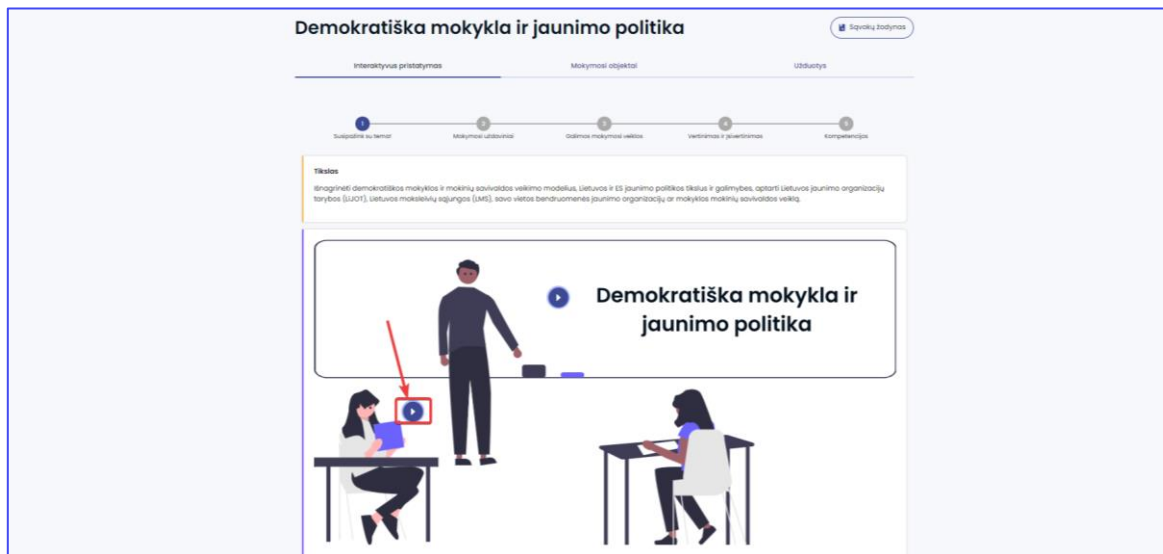 Demokratiška mokykla ir jaunimo politika
Sąvokų žodynas
Interaktyvus pristatymas
Mokymosi objektai
Užduotys
1
2
3
4
5
Susipažink su tema!
Mokymosi uždaviniai
Galimos mokymosi veiklos
Vertinimas ir įsivertinimas
Kompetencijos
Tikslas
Išnagrinėti demokratiškos mokyklos ir mokinių savivaldos veikimo modelius, Lietuvos ir ES jaunimo politikos tikslus ir galimybes, aptarti Lietuvos jaunimo organizacijų
tarybos (LiJOT), Lietuvos moksleivių sąjungos (LMS), savo vietos bendruomenės jaunimo organizacijų ar mokyklos mokinių savivaldos veiklą.
Demokratiška mokykla ir
jaunimo politika